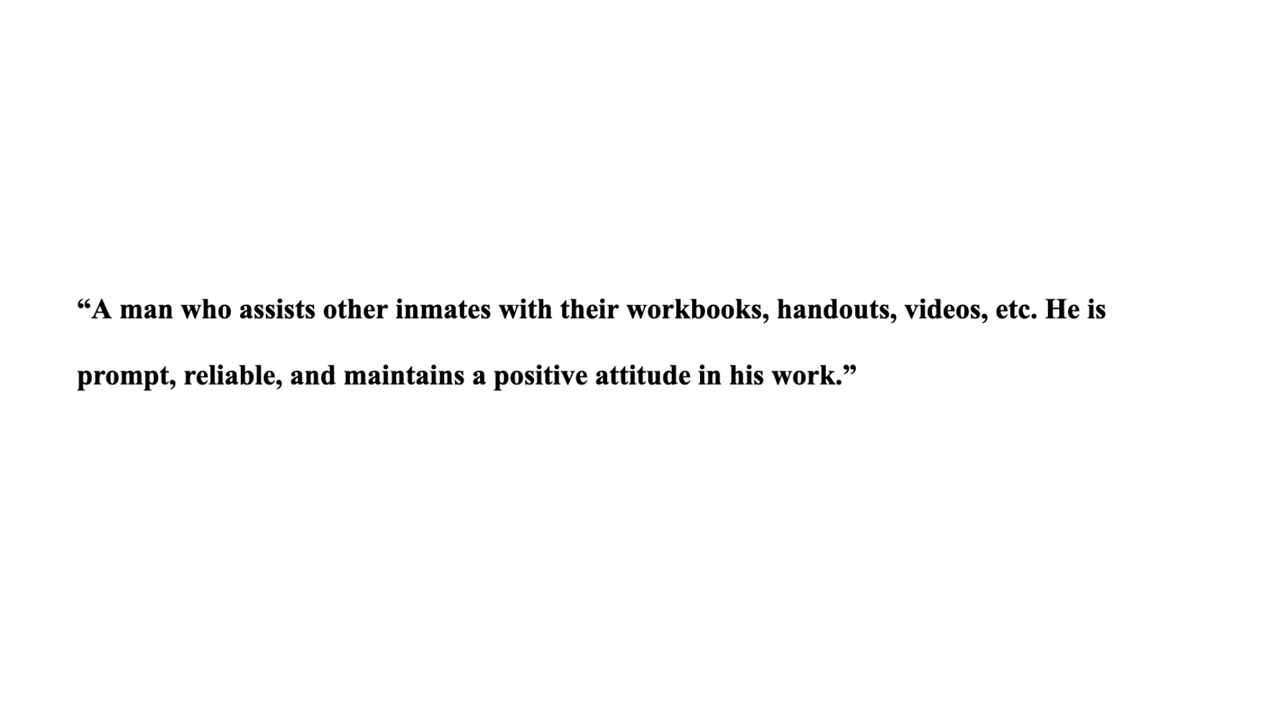 “A man who assists other inmates with their workbooks, handouts, videos, etc. He is
prompt, reliable, and maintains a positive attitude in his work.”